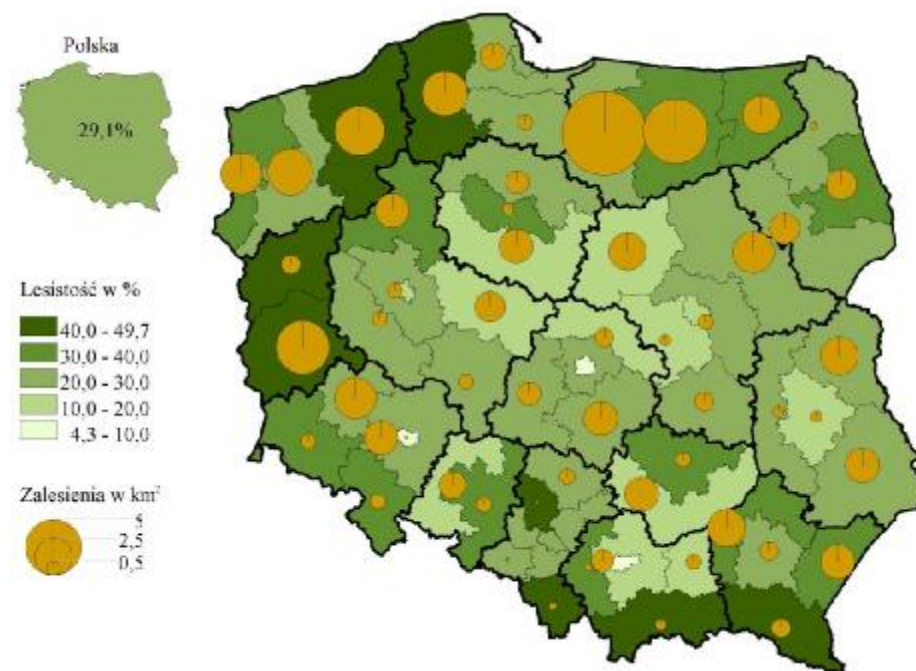 Polska
29,1%
Lesistość w %
40,0 - 49,7
30,0 - 40,0
20,0 - 30,0
10,0 - 20,0
4,3 - 10,0
Zalesienia w km²
5
2,5
0,5